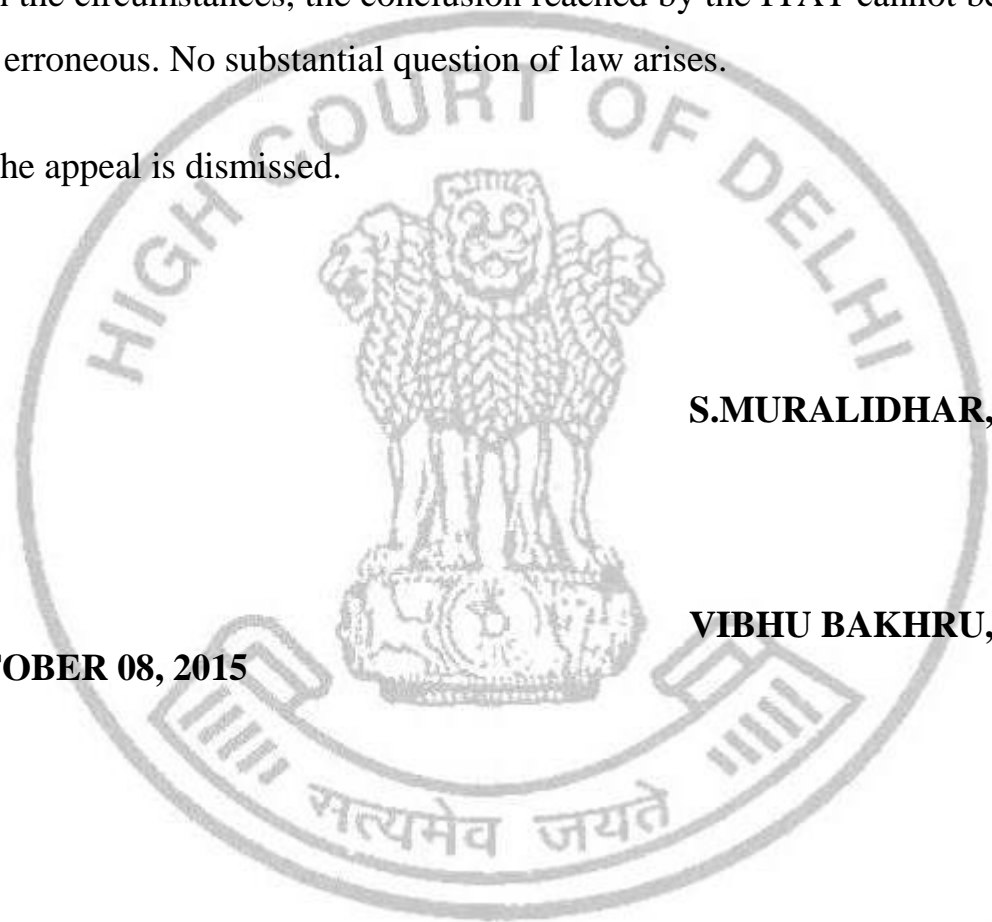 the circumstances, the conclusion reached by the ITAT cannot be
erroneous. No substantial question of law arises.
HIGH COURT OF DELHI
he appeal is dismissed.
S.MURALIDHAR,
VIBHU BAKHRU,
TOBER 08, 2015
सत्यमेव जयते